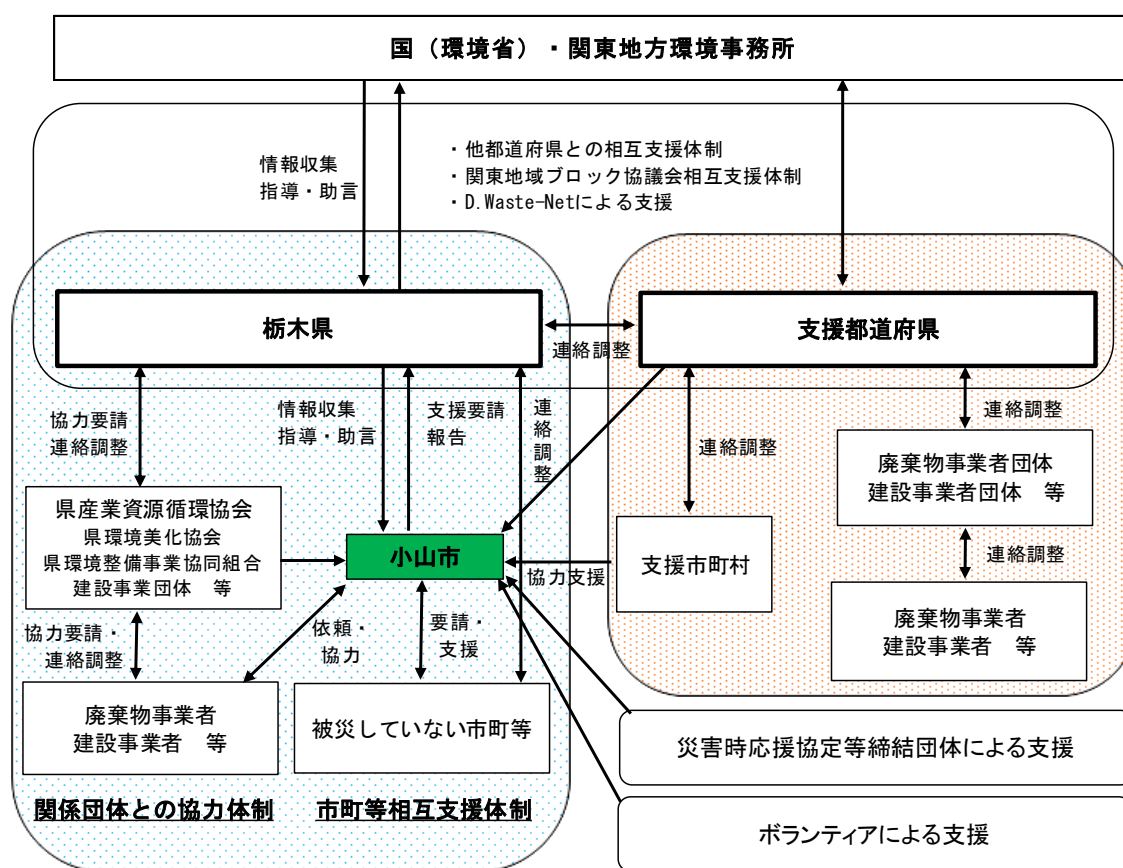 国（環境省）・関東地方環境事務所
情報収集
指導・助言
・他都道府県との相互支援体制
・関東地域ブロック協議会相互支援体制
・D.Waste-Netによる支援
栃木県
連絡調整
支援都道府県
協力要請
連絡調整
情報収集
指導・助言
支援要請
報告
連絡調整
連絡調整
連絡調整
廃棄物事業者団体
建設事業者団体　等
県産業資源循環協会
県環境美化協会
県環境整備事業協同組合
建設事業団体　等
小山市
協力支援
支援市町村
連絡調整
廃棄物事業者
建設事業者　等
協力要請・
連絡調整
依頼・
協力
要請・
支援
廃棄物事業者
建設事業者　等
被災していない市町等
災害時応援協定等締結団体による支援
関係団体との協力体制
市町等相互支援体制
ボランティアによる支援